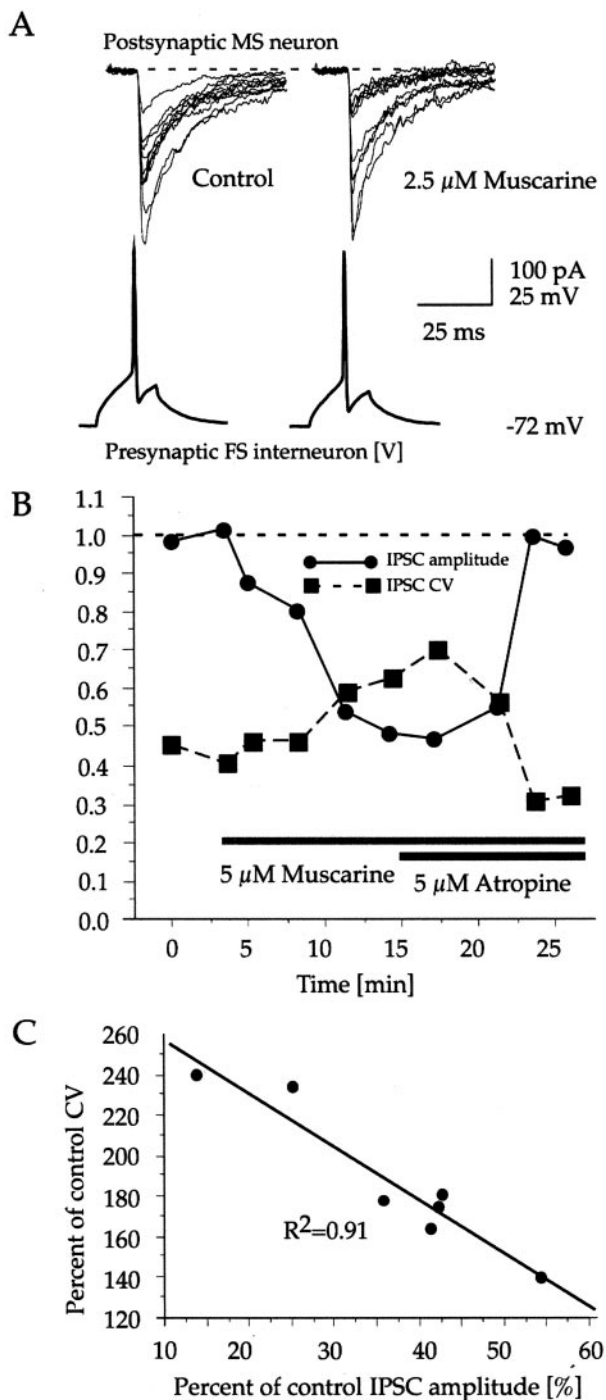 A
Postsynaptic MS neuron
Control
2.5 μM Muscarine
100 pA
25 mV
25 ms
-72 mV
Presynaptic FS interneuron [V]
B
1.1
1.0
0.9
0.8
0.7
0.6
0.5
0.4
0.3
0.2
0.1
0.0
IPSC amplitude
IPSC CV
5 μM Muscarine
5 μM Atropine
0 5 10 15 20 25
Time [min]
C
260
240
220
200
180
160
140
120
Percent of control CV
R²=0.91
10 20 30 40 50 60
Percent of control IPSC amplitude [%]